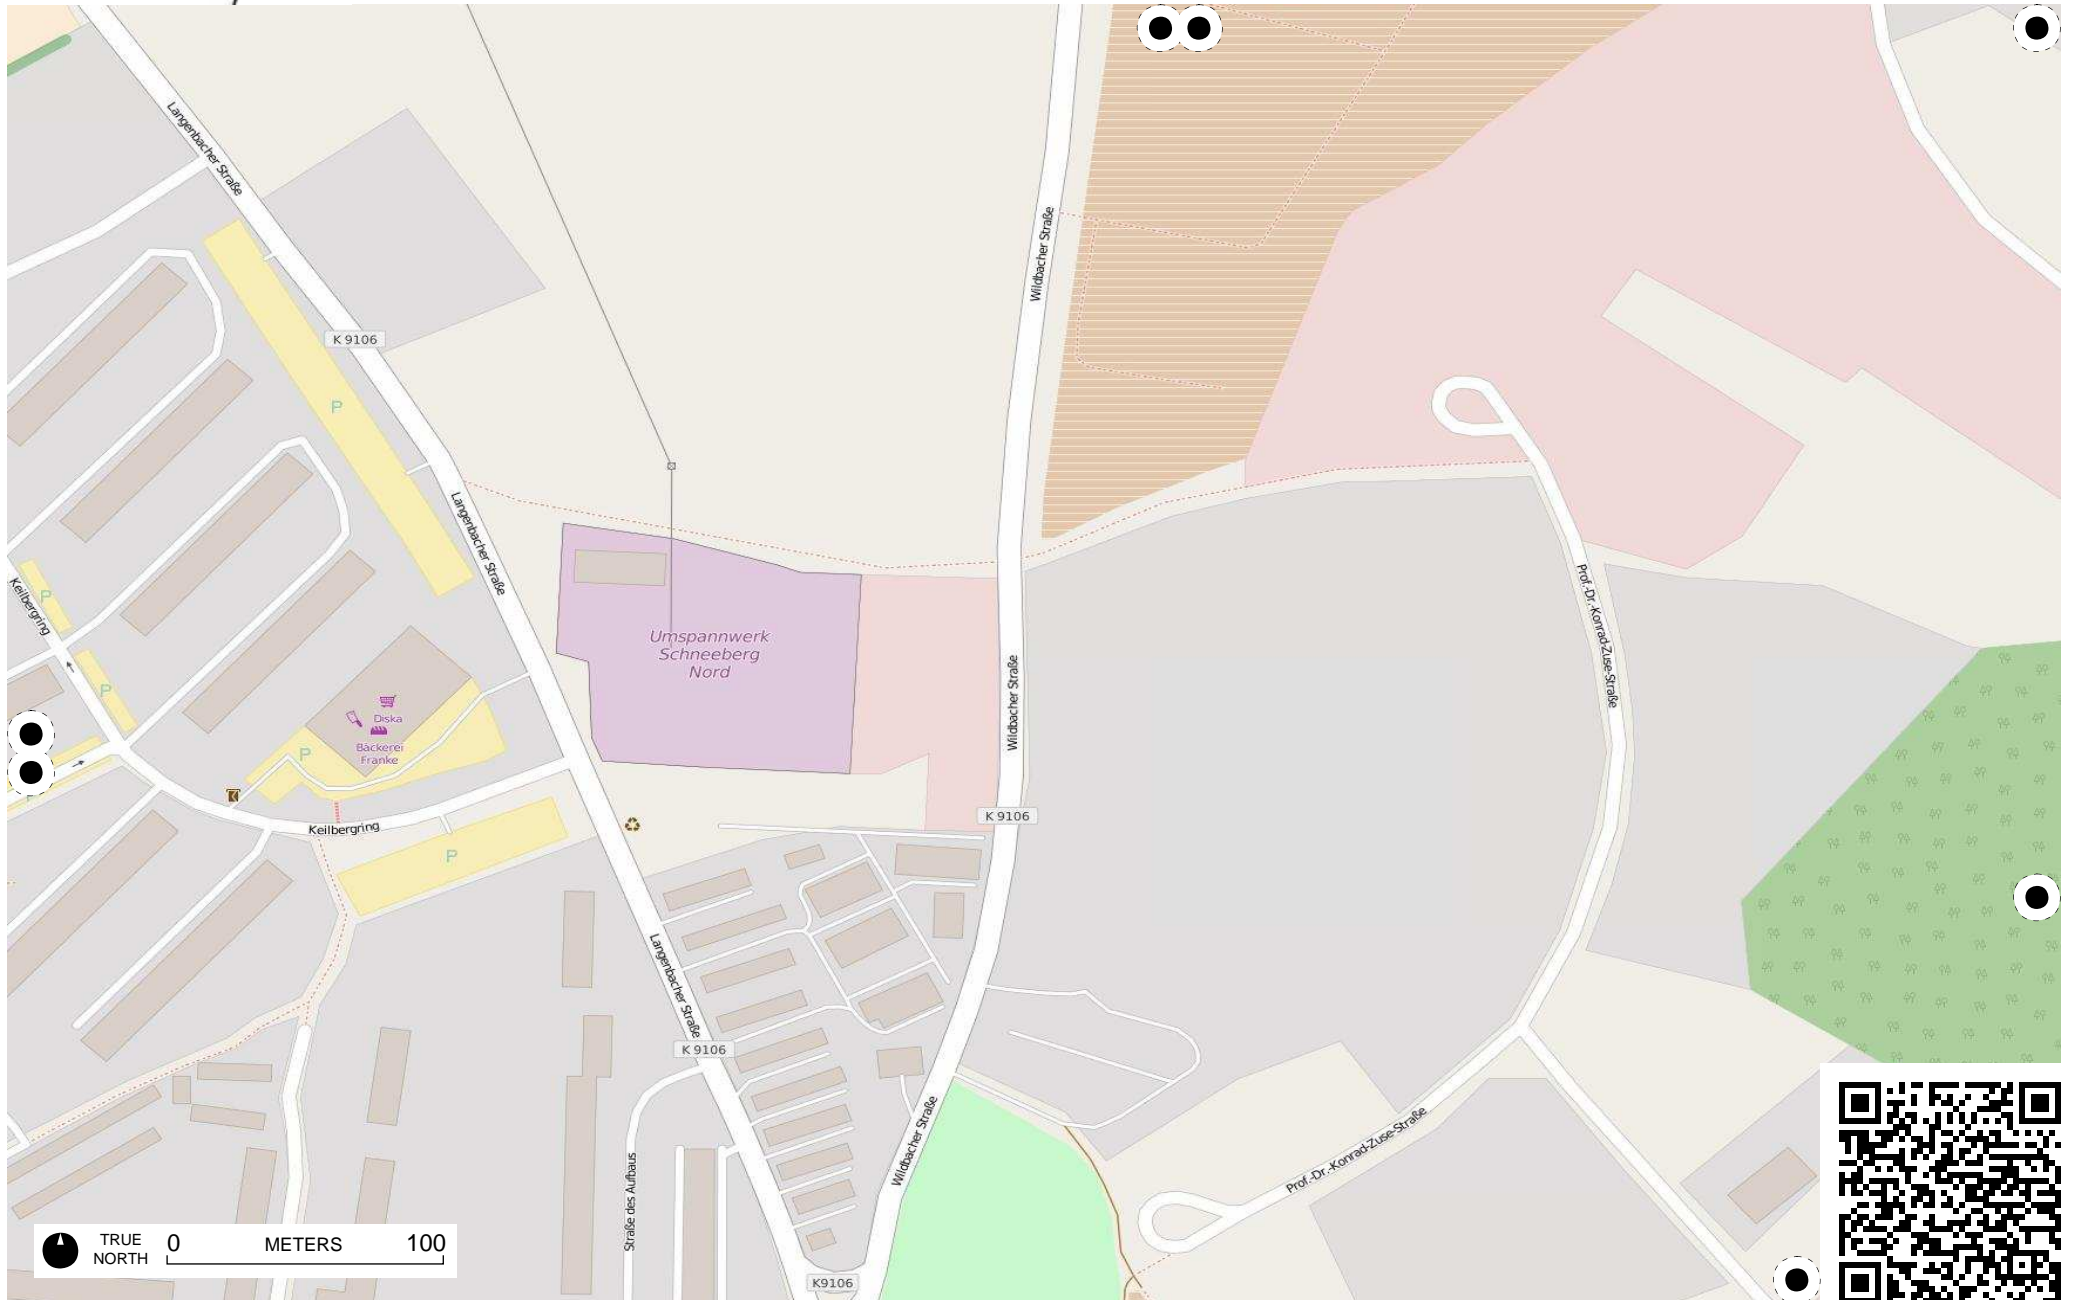 Langenbacher Straße
Wildbacher Straße
K 9106
P
Langenbacher Straße
Prof.-Dr.-Konrad-Zuse-Straße
Keilbergring
P
Umspannwerk
Schneeberg
Nord
Wildbacher Straße
P
Diska
P
Bäckerei
Franke
P
K 9106
Keilbergring
P
Langenbacher Straße
K 9106
Wildbacher Straße
Prof.-Dr.-Konrad-Zuse-Straße
Straße des Aufbaus
TRUE
NORTH
0 METERS 100
K9106